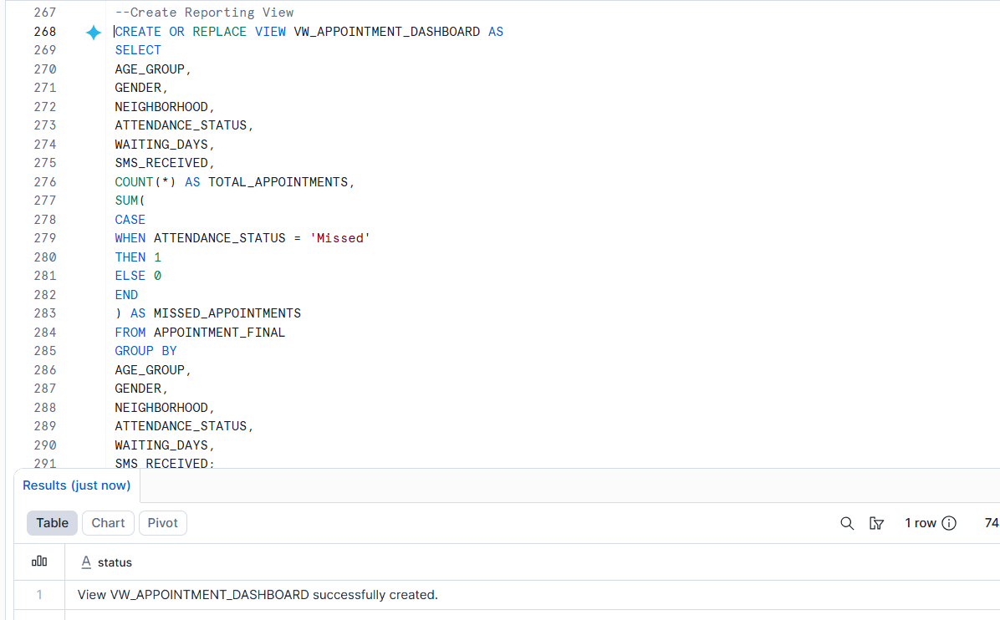 267 --Create Reporting View
268 CREATE OR REPLACE VIEW VW_APPOINTMENT_DASHBOARD AS
269 SELECT
270 AGE_GROUP,
271 GENDER,
272 NEIGHBORHOOD,
273 ATTENDANCE_STATUS,
274 WAITING_DAYS,
275 SMS_RECEIVED,
276 COUNT(*) AS TOTAL_APPOINTMENTS,
277 SUM(
278 CASE
279 WHEN ATTENDANCE_STATUS = 'Missed'
280 THEN 1
281 ELSE 0
282 END
283 ) AS MISSED_APPOINTMENTS
284 FROM APPOINTMENT_FINAL
285 GROUP BY
286 AGE_GROUP,
287 GENDER,
288 NEIGHBORHOOD,
289 ATTENDANCE_STATUS,
290 WAITING_DAYS,
291 SMS_RECEIVED;
Results (just now)
Table Chart Pivot 1 row 74
A status
1 View VW_APPOINTMENT_DASHBOARD successfully created.